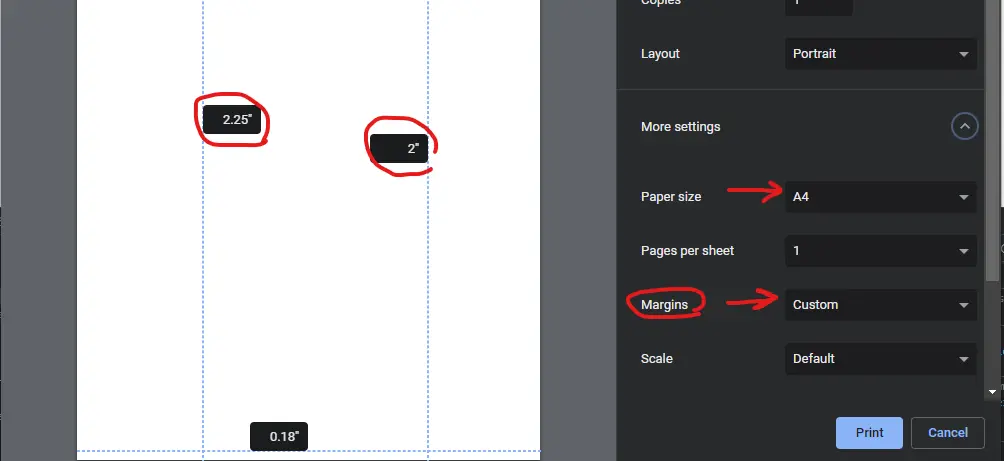 Copies 1
Layout Portrait
2.25"
More settings
2"
Paper size A4
Pages per sheet 1
Margins Custom
Scale Default
0.18"
Print Cancel